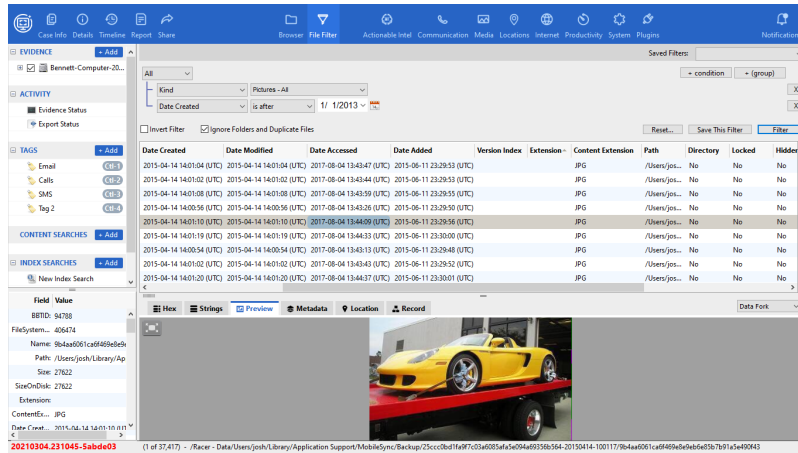 Case Info Details Timeline Report Share Browser File Filter Actionable Intel Communication Media Locations Internet Productivity System Plugins Notification
EVIDENCE + Add
Bennett-Computer-20...
ACTIVITY
Evidence Status
Export Status
TAGS + Add
Email Ctl-1
Calls Ctl-2
SMS Ctl-3
Tag 2 Ctl-4
CONTENT SEARCHES + Add
INDEX SEARCHES + Add
New Index Search
Saved Filters:
All + condition + (group)
Kind Pictures - All X
Date Created is after 1/ 1/2013 X
Invert Filter Ignore Folders and Duplicate Files Reset... Save This Filter Filter
Date Created Date Modified Date Accessed Date Added Version Index Extension Content Extension Path Directory Locked Hidden
2015-04-14 14:01:04 (UTC) 2015-04-14 14:01:04 (UTC) 2017-08-04 13:43:47 (UTC) 2015-06-11 23:29:53 (UTC) JPG /Users/jos... No No No
2015-04-14 14:01:02 (UTC) 2015-04-14 14:01:02 (UTC) 2017-08-04 13:43:44 (UTC) 2015-06-11 23:29:53 (UTC) JPG /Users/jos... No No No
2015-04-14 14:01:08 (UTC) 2015-04-14 14:01:08 (UTC) 2017-08-04 13:43:59 (UTC) 2015-06-11 23:29:55 (UTC) JPG /Users/jos... No No No
2015-04-14 14:00:56 (UTC) 2015-04-14 14:00:56 (UTC) 2017-08-04 13:43:26 (UTC) 2015-06-11 23:29:50 (UTC) JPG /Users/jos... No No No
2015-04-14 14:01:10 (UTC) 2015-04-14 14:01:10 (UTC) 2017-08-04 13:44:09 (UTC) 2015-06-11 23:29:56 (UTC) JPG /Users/jos... No No No
2015-04-14 14:01:19 (UTC) 2015-04-14 14:01:19 (UTC) 2017-08-04 13:44:33 (UTC) 2015-06-11 23:30:00 (UTC) JPG /Users/jos... No No No
2015-04-14 14:00:54 (UTC) 2015-04-14 14:00:54 (UTC) 2017-08-04 13:43:13 (UTC) 2015-06-11 23:29:48 (UTC) JPG /Users/jos... No No No
2015-04-14 14:01:02 (UTC) 2015-04-14 14:01:02 (UTC) 2017-08-04 13:43:43 (UTC) 2015-06-11 23:29:52 (UTC) JPG /Users/jos... No No No
2015-04-14 14:01:20 (UTC) 2015-04-14 14:01:20 (UTC) 2017-08-04 13:44:37 (UTC) 2015-06-11 23:30:01 (UTC) JPG /Users/jos... No No No
Hex Strings Preview Metadata Location Record Data Fork
Field Value
BBTID: 94788
FileSystem... 406474
Name: 9b4aa6061ca6f469e8e9e
Path: /Users/josh/Library/Ap
Size: 27622
SizeOnDisk: 27622
Extension:
ContentEx... JPG
Date Creat... 2015-04-14 14:01:10 (UT
20210304.231045-5abde03 (1 of 37,417) - /Racer - Data/Users/josh/Library/Application Support/MobileSync/Backup/25ccc0bd1fa9f7c03a6085afa5e094a69356b564-20150414-100117/9b4aa6061ca6f469e8e9eb6e85b7b91a5e490f43